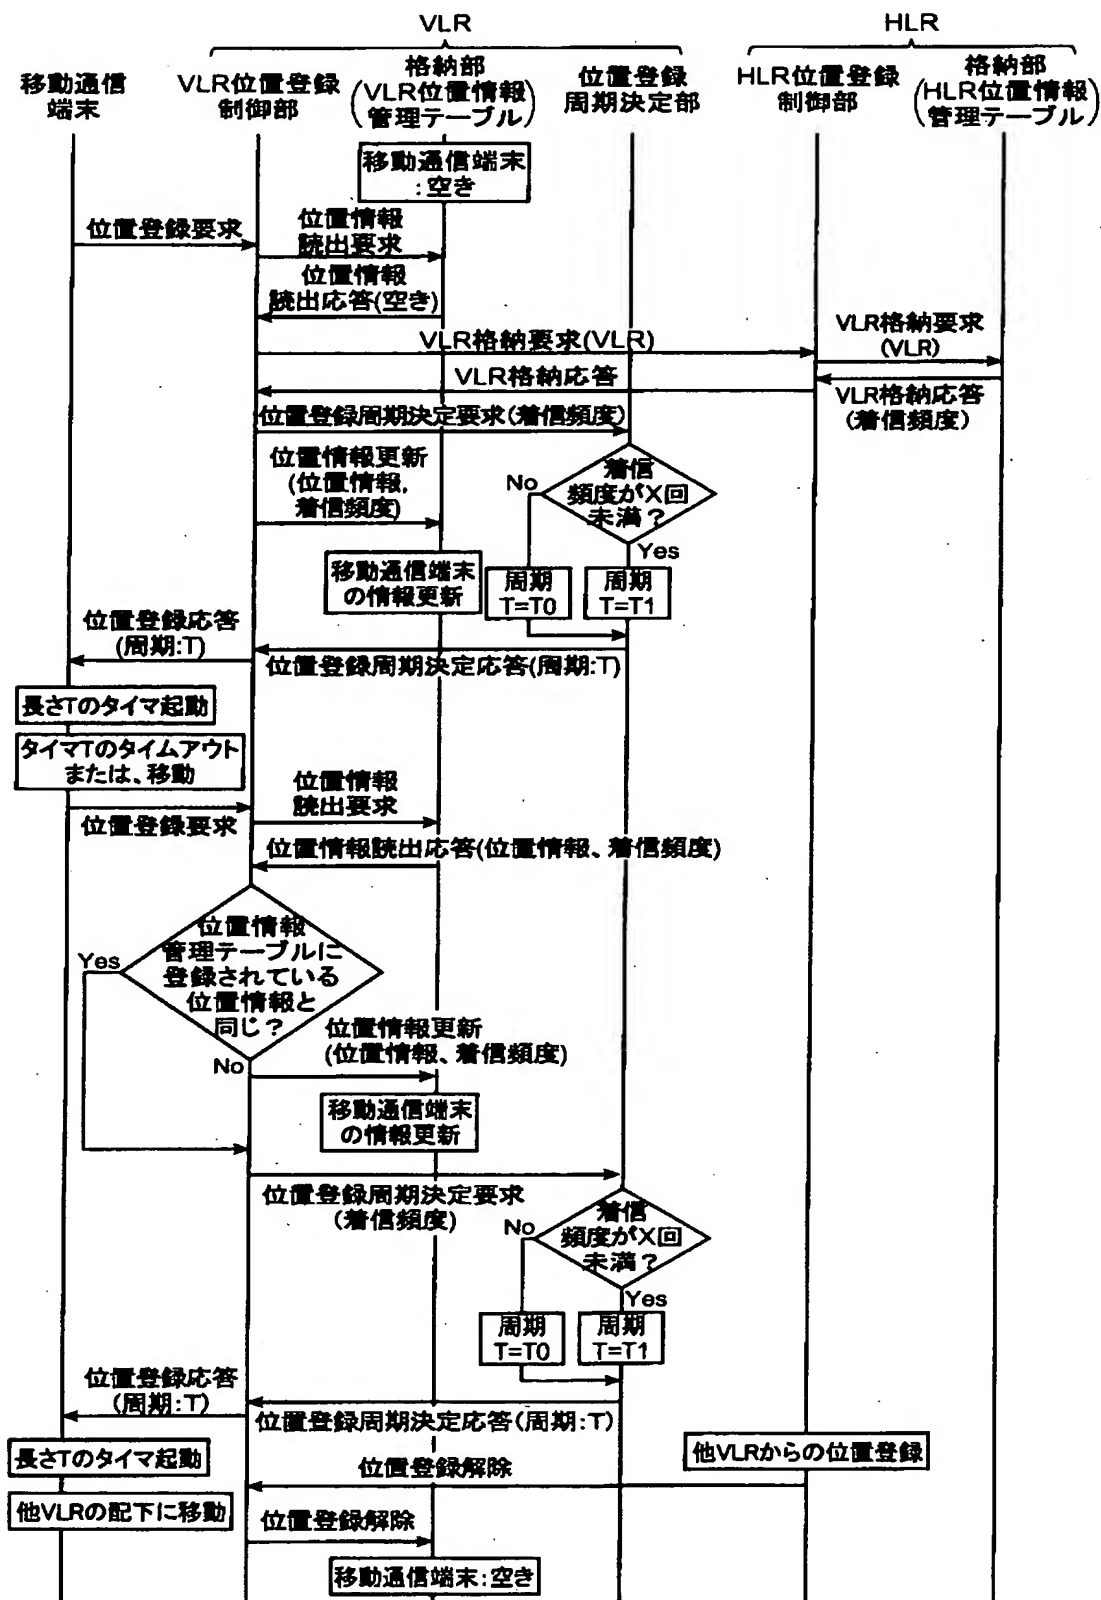 VLR
HLR
移動通信
端末
VLR位置登録
制御部
格納部
(VLR位置情報)
管理テーブル
位置登録
周期決定部
HLR位置登録
制御部
格納部
(HLR位置情報)
管理テーブル
移動通信端末
:空き
位置登録要求
位置情報
読出要求
位置情報
読出応答(空き)
VLR格納要求(VLR)
VLR格納要求
(VLR)
VLR格納応答
VLR格納応答
(着信頻度)
位置登録周期決定要求(着信頻度)
位置情報更新
(位置情報,
着信頻度)
着信
頻度がX回
未満?
No
Yes
移動通信端末
の情報更新
周期
T=T0
周期
T=T1
位置登録応答
(周期:T)
位置登録周期決定応答(周期:T)
長さTのタイマ起動
タイマTのタイムアウト
または、移動
位置登録要求
位置情報
読出要求
位置情報読出応答(位置情報、着信頻度)
位置情報
管理テーブルに
登録されている
位置情報と
同じ?
Yes
No
位置情報更新
(位置情報、着信頻度)
移動通信端末
の情報更新
位置登録周期決定要求
(着信頻度)
着信
頻度がX回
未満?
No
Yes
周期
T=T0
周期
T=T1
位置登録応答
(周期:T)
位置登録周期決定応答(周期:T)
長さTのタイマ起動
他VLRからの位置登録
位置登録解除
他VLRの配下に移動
位置登録解除
移動通信端末:空き